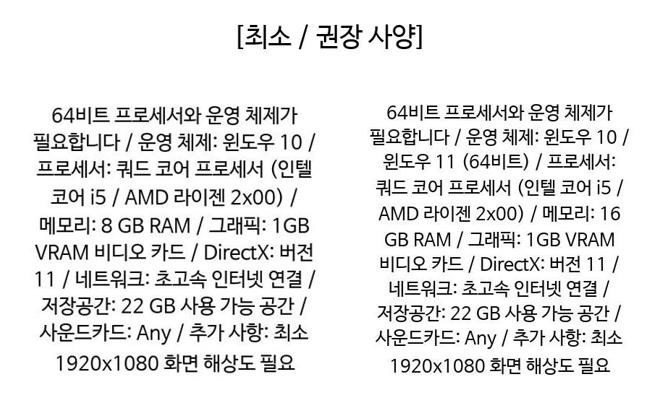 [최소 / 권장 사양]
64비트 프로세서와 운영 체제가
필요합니다 / 운영 체제: 윈도우 10 /
프로세서: 쿼드 코어 프로세서 (인텔
코어 i5 / AMD 라이젠 2x00) /
메모리: 8 GB RAM / 그래픽: 1GB
VRAM 비디오 카드 / DirectX: 버전
11 / 네트워크: 초고속 인터넷 연결 /
저장공간: 22 GB 사용 가능 공간 /
사운드카드: Any / 추가 사항: 최소
1920x1080 화면 해상도 필요
64비트 프로세서와 운영 체제가
필요합니다 / 운영 체제: 윈도우 10 /
윈도우 11 (64비트) / 프로세서:
쿼드 코어 프로세서 (인텔 코어 i5 /
AMD 라이젠 2x00) / 메모리: 16
GB RAM / 그래픽: 1GB VRAM
비디오 카드 / DirectX: 버전 11 /
네트워크: 초고속 인터넷 연결 /
저장공간: 22 GB 사용 가능 공간 /
사운드카드: Any / 추가 사항: 최소
1920x1080 화면 해상도 필요